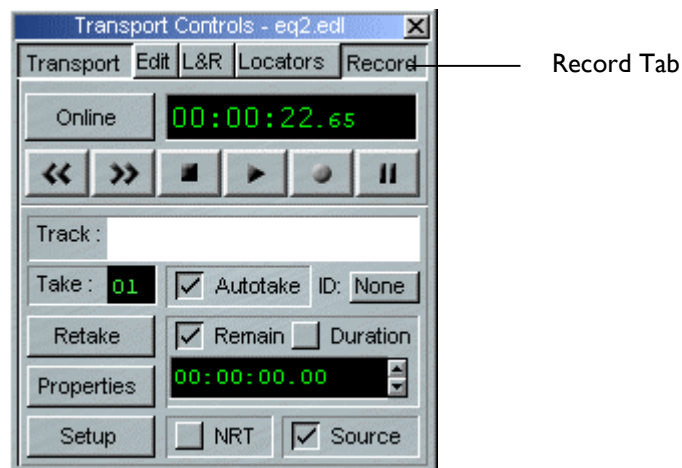 Transport Controls - eq2.edl
Transport Edit L&R Locators Record
Record Tab
Online 00:00:22.65
Track :
Take : 01 Autotake ID: None
Retake Remain Duration
Properties 00:00:00.00
Setup NRT Source